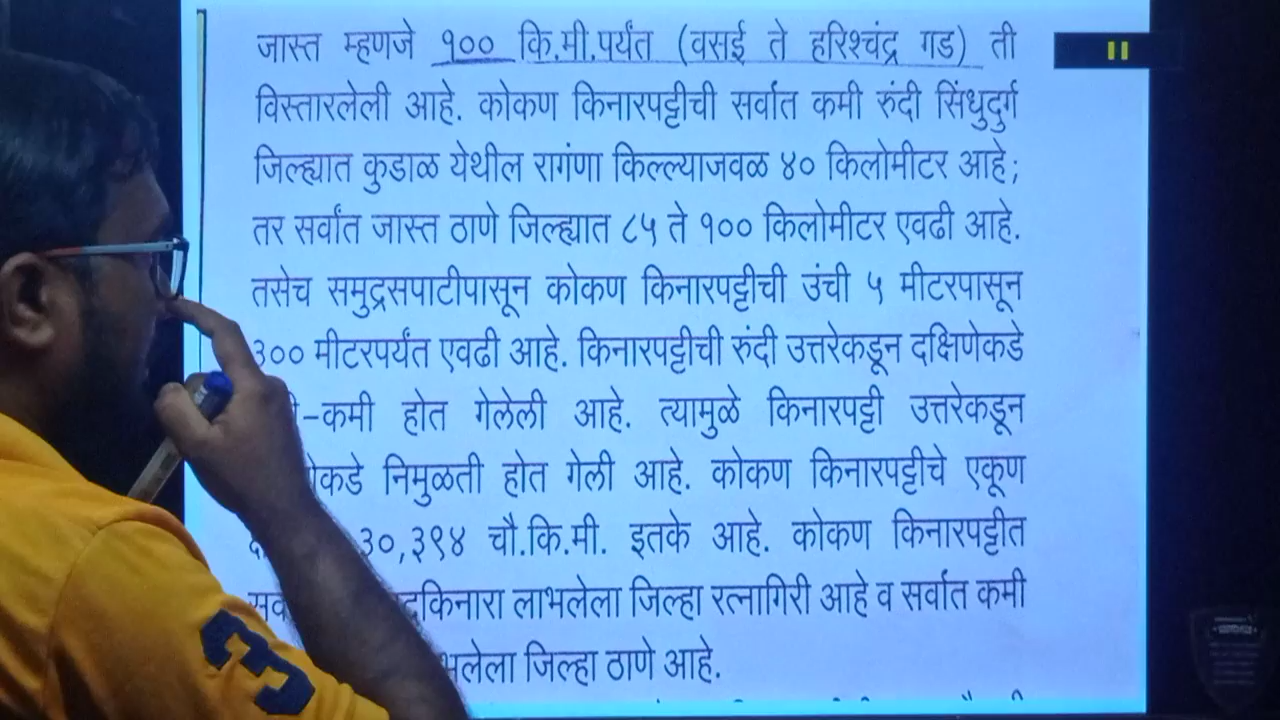 जास्त म्हणजे १०० कि.मी.पर्यंत (वसई ते हरिश्चंद्र गड) ती
विस्तारलेली आहे. कोकण किनारपट्टीची सर्वात कमी रुंदी सिंधुदुर्ग
जिल्ह्यात कुडाळ येथील रागंणा किल्ल्याजवळ ४० किलोमीटर आहे;
तर सर्वांत जास्त ठाणे जिल्ह्यात ८५ ते १०० किलोमीटर एवढी आहे.
तसेच समुद्रसपाटीपासून कोकण किनारपट्टीची उंची ५ मीटरपासून
३०० मीटरपर्यंत एवढी आहे. किनारपट्टीची रुंदी उत्तरेकडून दक्षिणेकडे
-कमी होत गेलेली आहे. त्यामुळे किनारपट्टी उत्तरेकडून
निमुळती होत गेली आहे. कोकण किनारपट्टीचे एकूण
३०,३९४ चौ.कि.मी. इतके आहे. कोकण किनारपट्टीत
लाभलेला जिल्हा रत्नागिरी आहे व सर्वात कमी
जिल्हा ठाणे आहे.
3